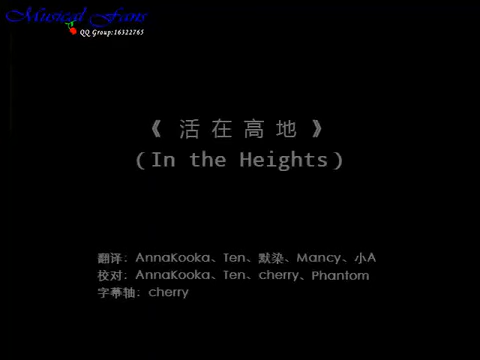 Musical Fans
QQ Group:16322765
《 活 在 高 地 》
(In the Heights)
翻译：AnnaKooka、Ten、默染、Mancy、小A
校对：AnnaKooka、Ten、cherry、Phantom
字幕轴：cherry